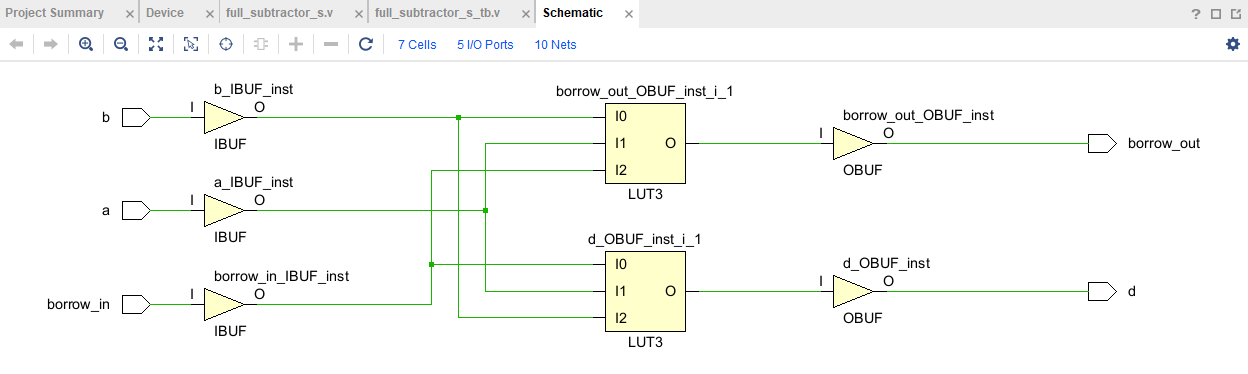 Project Summary × Device × full_subtractor_s.v × full_subtractor_s_tb.v × Schematic ×
? 
7 Cells 5 I/O Ports 10 Nets
b_IBUF_inst
b I O
IBUF
a_IBUF_inst
a I O
IBUF
borrow_in_IBUF_inst
borrow_in I O
IBUF
borrow_out_OBUF_inst_i_1
I0
I1 O
I2
LUT3
d_OBUF_inst_i_1
I0
I1 O
I2
LUT3
borrow_out_OBUF_inst
I O
borrow_out
OBUF
d_OBUF_inst
I O
d
OBUF